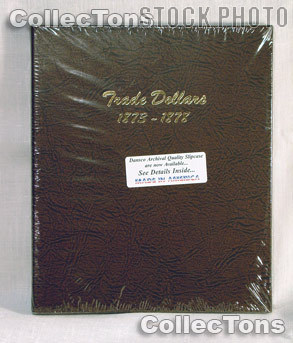 CollecTons STOCK PHOTO
Trade Dollars
1873-1878
Dansco Archival Quality Slipcase
are now Available...
See Details Inside...
MADE IN AMERICA
CollecTons